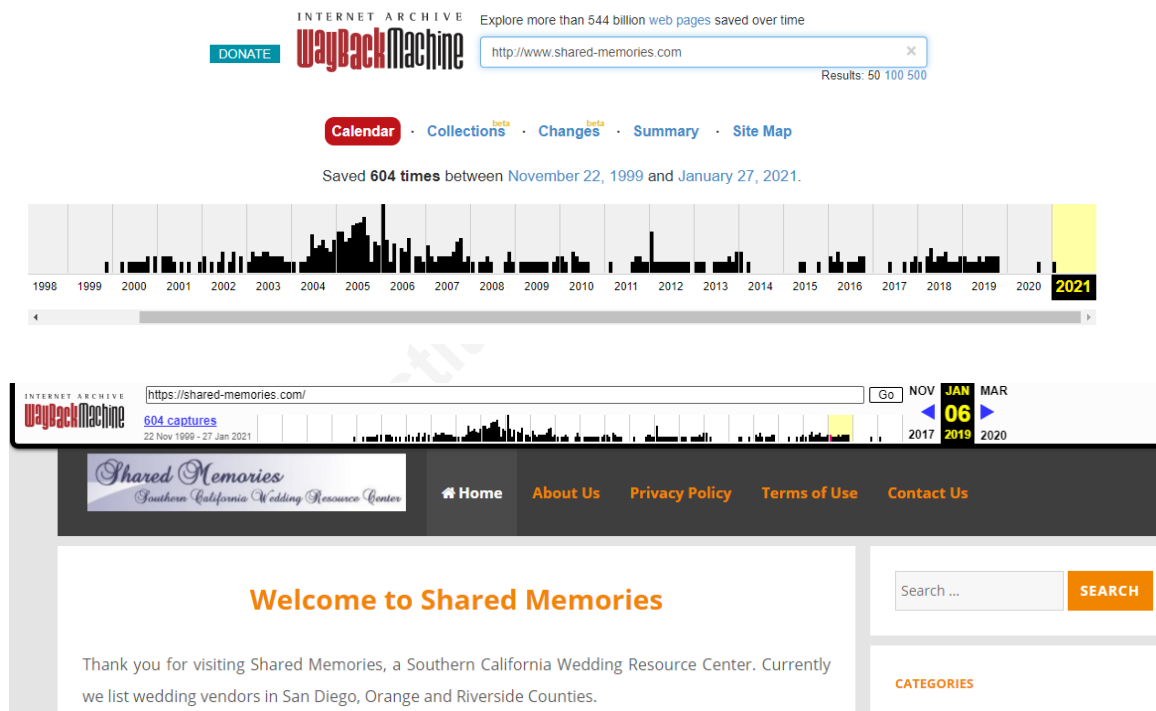 INTERNET ARCHIVE
WayBackMachine
DONATE
Explore more than 544 billion web pages saved over time
http://www.shared-memories.com ×
Results: 50 100 500
Calendar · Collections beta · Changes beta · Summary · Site Map
Saved 604 times between November 22, 1999 and January 27, 2021.
1998 1999 2000 2001 2002 2003 2004 2005 2006 2007 2008 2009 2010 2011 2012 2013 2014 2015 2016 2017 2018 2019 2020 2021
INTERNET ARCHIVE
WayBackMachine
https://shared-memories.com/ Go
604 captures
22 Nov 1999 - 27 Jan 2021
NOV JAN MAR
06
2017 2019 2020
Shared Memories
Southern California Wedding Resource Center
Home About Us Privacy Policy Terms of Use Contact Us
Welcome to Shared Memories
Thank you for visiting Shared Memories, a Southern California Wedding Resource Center. Currently
we list wedding vendors in San Diego, Orange and Riverside Counties.
Search ... SEARCH
CATEGORIES